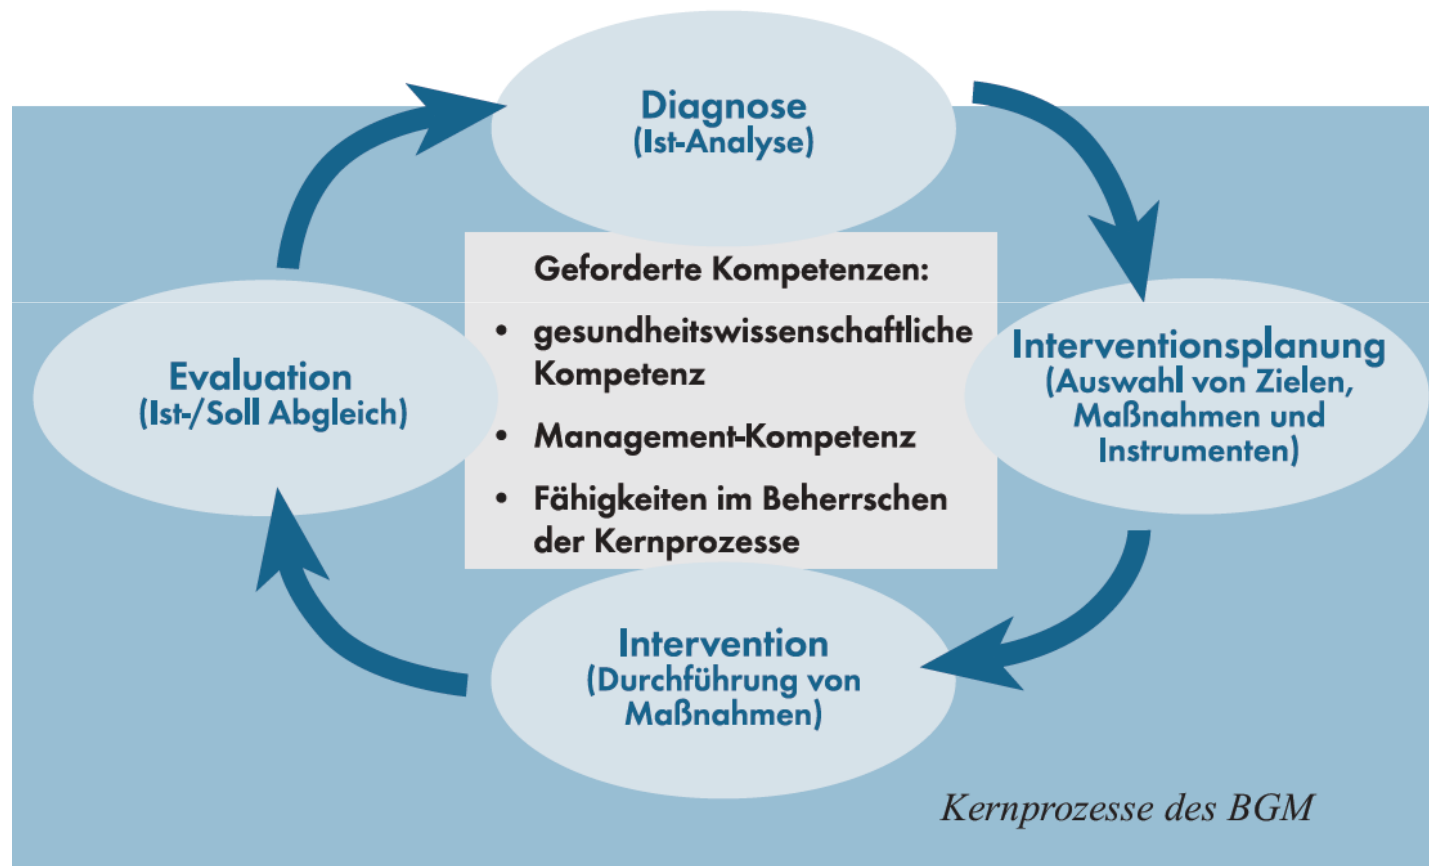 Diagnose
(Ist-Analyse)
Geforderte Kompetenzen:
• gesundheitswissenschaftliche
Kompetenz
• Management-Kompetenz
• Fähigkeiten im Beherrschen
der Kernprozesse
Interventionsplanung
(Auswahl von Zielen,
Maßnahmen und
Instrumenten)
Intervention
(Durchführung von
Maßnahmen)
Evaluation
(Ist-/Soll Abgleich)
Kernprozesse des BGM